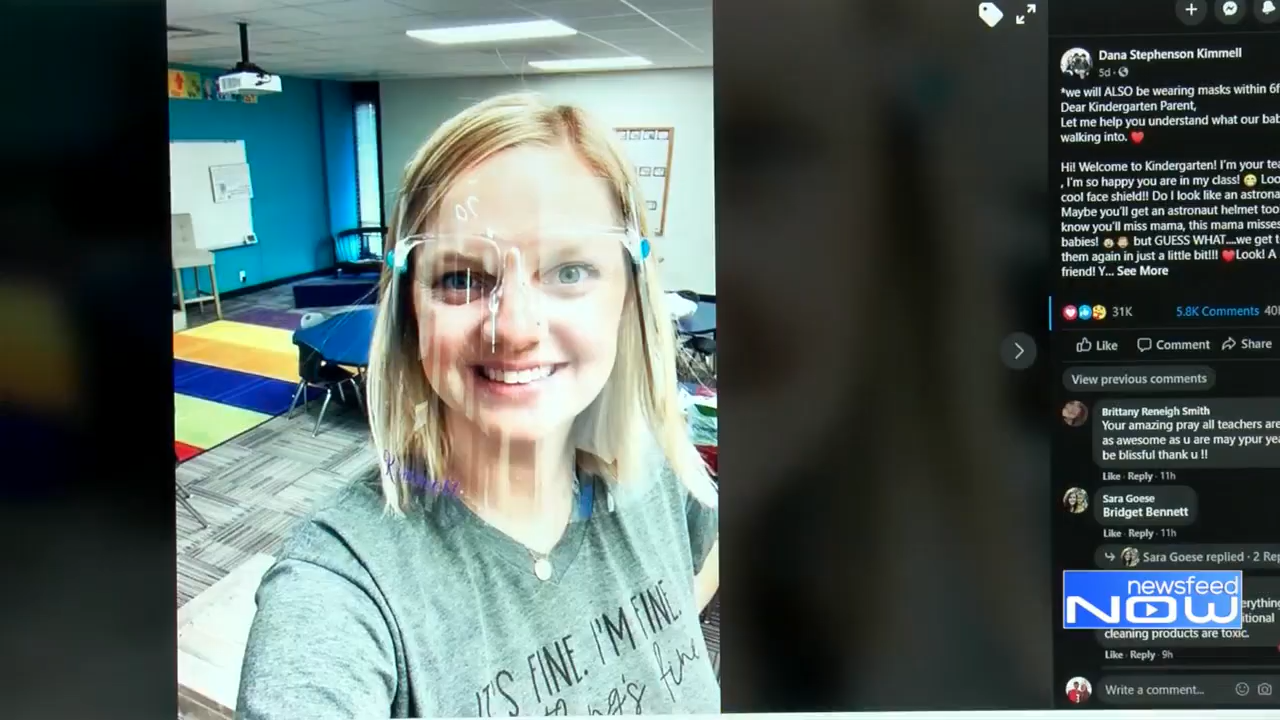 IT'S FINE. I'M FINE.
fine
Dana Stephenson Kimmell
5d
*we will ALSO be wearing masks within 6f
Dear Kindergarten Parent,
Let me help you understand what our bab
walking into. ❤️
Hi! Welcome to Kindergarten! I'm your tea
, I'm so happy you are in my class! 😁 Loo
cool face shield!! Do I look like an astrona
Maybe you'll get an astronaut helmet too
know you'll miss mama, this mama misses
babies! but GUESS WHAT....we get t
them again in just a little bit!!! ❤️Look! A
friend! Y... See More
31K 5.8K Comments 40
Like Comment Share
View previous comments
Brittany Reneigh Smith
Your amazing pray all teachers are
as awesome as u are may ypur ye
be blissful thank u !!
Like · Reply · 11h
Sara Goese
Bridget Bennett
Like · Reply · 11h
Sara Goese replied · 2 Rep
newsfeed
NOW
erything
tional
cleaning products are toxic.
Like · Reply · 9h
Write a comment...